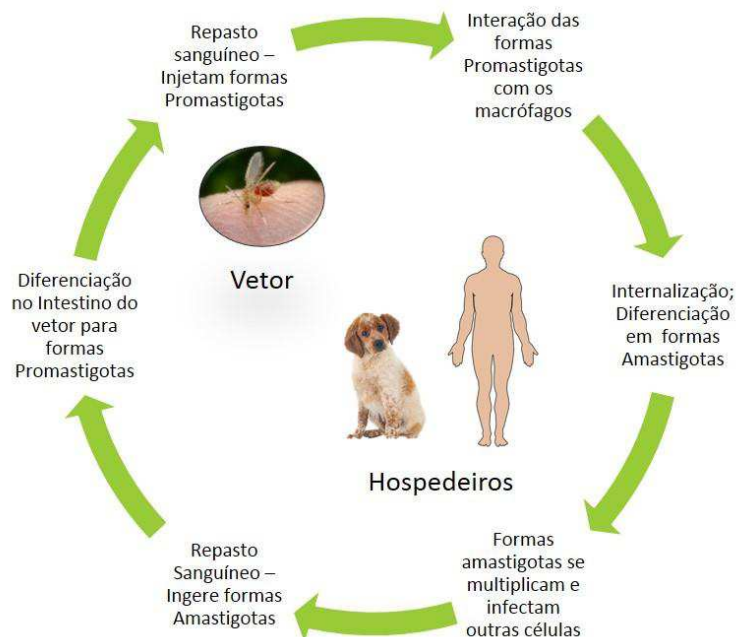 Repasto
sanguíneo –
Injetam formas
Promastigotas
Interação das
formas
Promastigotas
com os
macrófagos
Internalização;
Diferenciação
em formas
Amastigotas
Formas
amastigotas se
multiplicam e
infectam
outras células
Repasto
Sanguíneo –
Ingere formas
Amastigotas
Diferenciação
no Intestino do
vetor para
formas
Promastigotas
Vetor
Hospedeiros